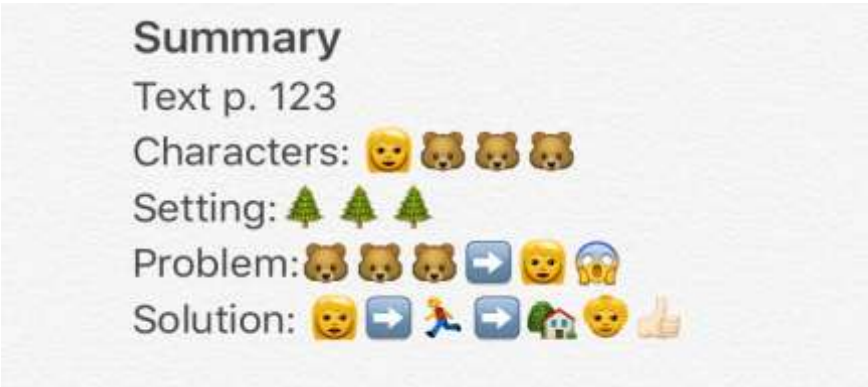 Summary
Text p. 123
Characters: 👱‍♀️🐻🐻🐻
Setting:🌲🌲🌲
Problem:🐻🐻🐻➡️👱‍♀️😱
Solution: 👱‍♀️➡️🏃➡️🏡👴👍🏻